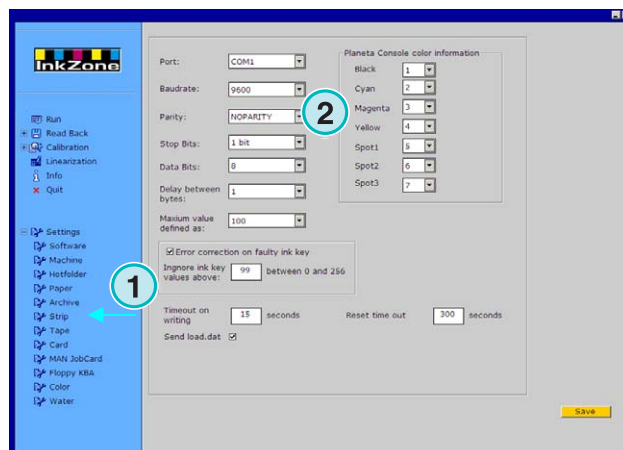 InkZone
Run
Read Back
Calibration
Linearization
Info
Quit
Settings
Software
Machine
Hotfolder
Paper
Archive
Strip
Tape
Card
MAN JobCard
Floppy KBA
Color
Water
1
Port: COM1
Baudrate: 9600
Parity: NOPARITY
Stop Bits: 1 bit
Data Bits: 8
Delay between
bytes: 1
Maxium value
defined as: 100
2
Planeta Console color information
Black 1
Cyan 2
Magenta 3
Yellow 4
Spot1 5
Spot2 6
Spot3 7
Error correction on faulty ink key
Ingnore ink key
values above: 99 between 0 and 256
Timeout on
writing 15 seconds
Reset time out 300 seconds
Send load.dat
Save